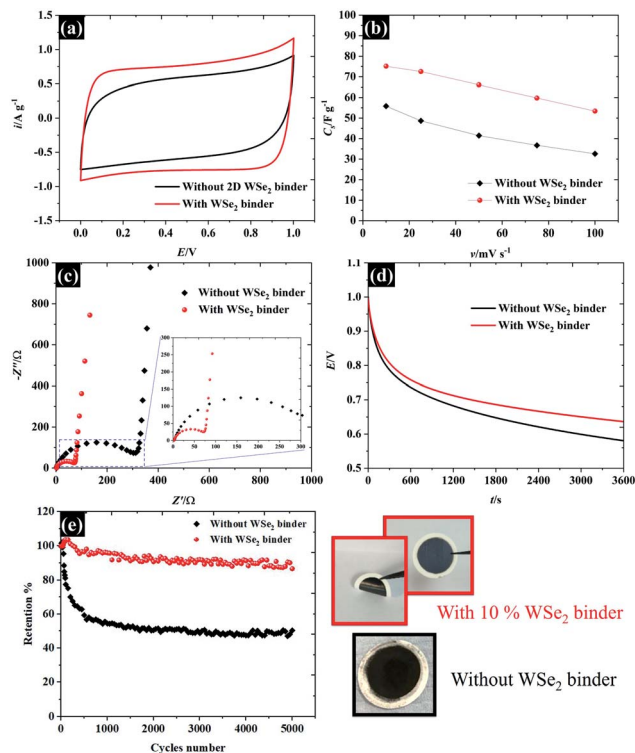 (a)
1.5
1.0
0.5
0.0
-0.5
-1.0
-1.5
i/A g⁻¹
0.0 0.2 0.4 0.6 0.8 1.0
E/V
Without 2D WSe₂ binder
With WSe₂ binder
(b)
100
90
80
70
60
50
40
30
20
10
0
Cₛ/F g⁻¹
0 20 40 60 80 100
ν/mV s⁻¹
Without WSe₂ binder
With WSe₂ binder
(c)
1000
800
600
400
200
0
-Z''/Ω
0 200 400 600 800 1000
Z'/Ω
Without WSe₂ binder
With WSe₂ binder
300
250
200
150
100
50
0
0 100 200 300
(d)
1.0
0.9
0.8
0.7
0.6
0.5
E/V
0 600 1200 1800 2400 3000 3600
t/s
Without WSe₂ binder
With WSe₂ binder
(e)
120
100
80
60
40
20
0
Retention %
0 1000 2000 3000 4000 5000
Cycles number
Without WSe₂ binder
With WSe₂ binder
With 10 % WSe₂ binder
Without WSe₂ binder